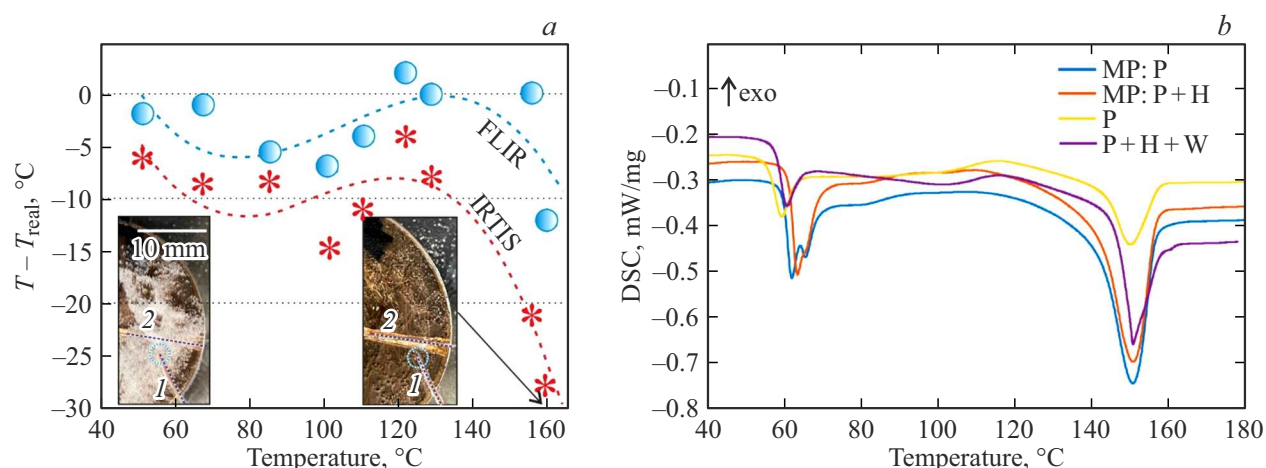 a
0
–5
–10
–15
–20
–25
–30
T – Treal, °C
40
60
80
100
120
140
160
Temperature, °C
FLIR
IRTIS
10 mm
2
1
2
1
b
–0.1
–0.2
–0.3
–0.4
–0.5
–0.6
–0.7
–0.8
DSC, mW/mg
40
60
80
100
120
140
160
180
Temperature, °C
↑ exo
MP: P
MP: P + H
P
P + H + W